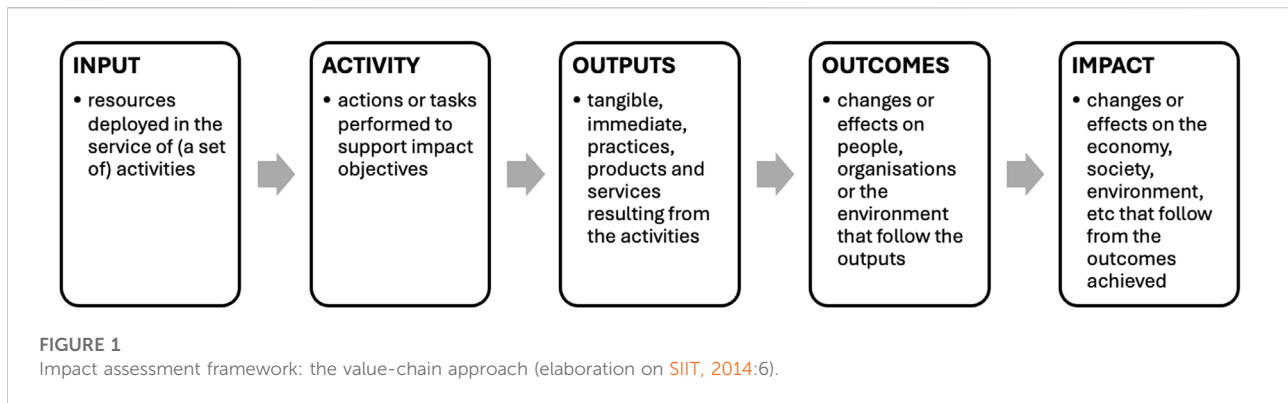 INPUT
• resources
deployed in the
service of (a set
of) activities
ACTIVITY
• actions or tasks
performed to
support impact
objectives
OUTPUTS
• tangible,
immediate,
practices,
products and
services
resulting from
the activities
OUTCOMES
• changes or
effects on
people,
organisations
or the
environment
that follow the
outputs
IMPACT
• changes or
effects on the
economy,
society,
environment,
etc that follow
from the
outcomes
achieved
FIGURE 1
Impact assessment framework: the value-chain approach (elaboration on SIIT, 2014:6).